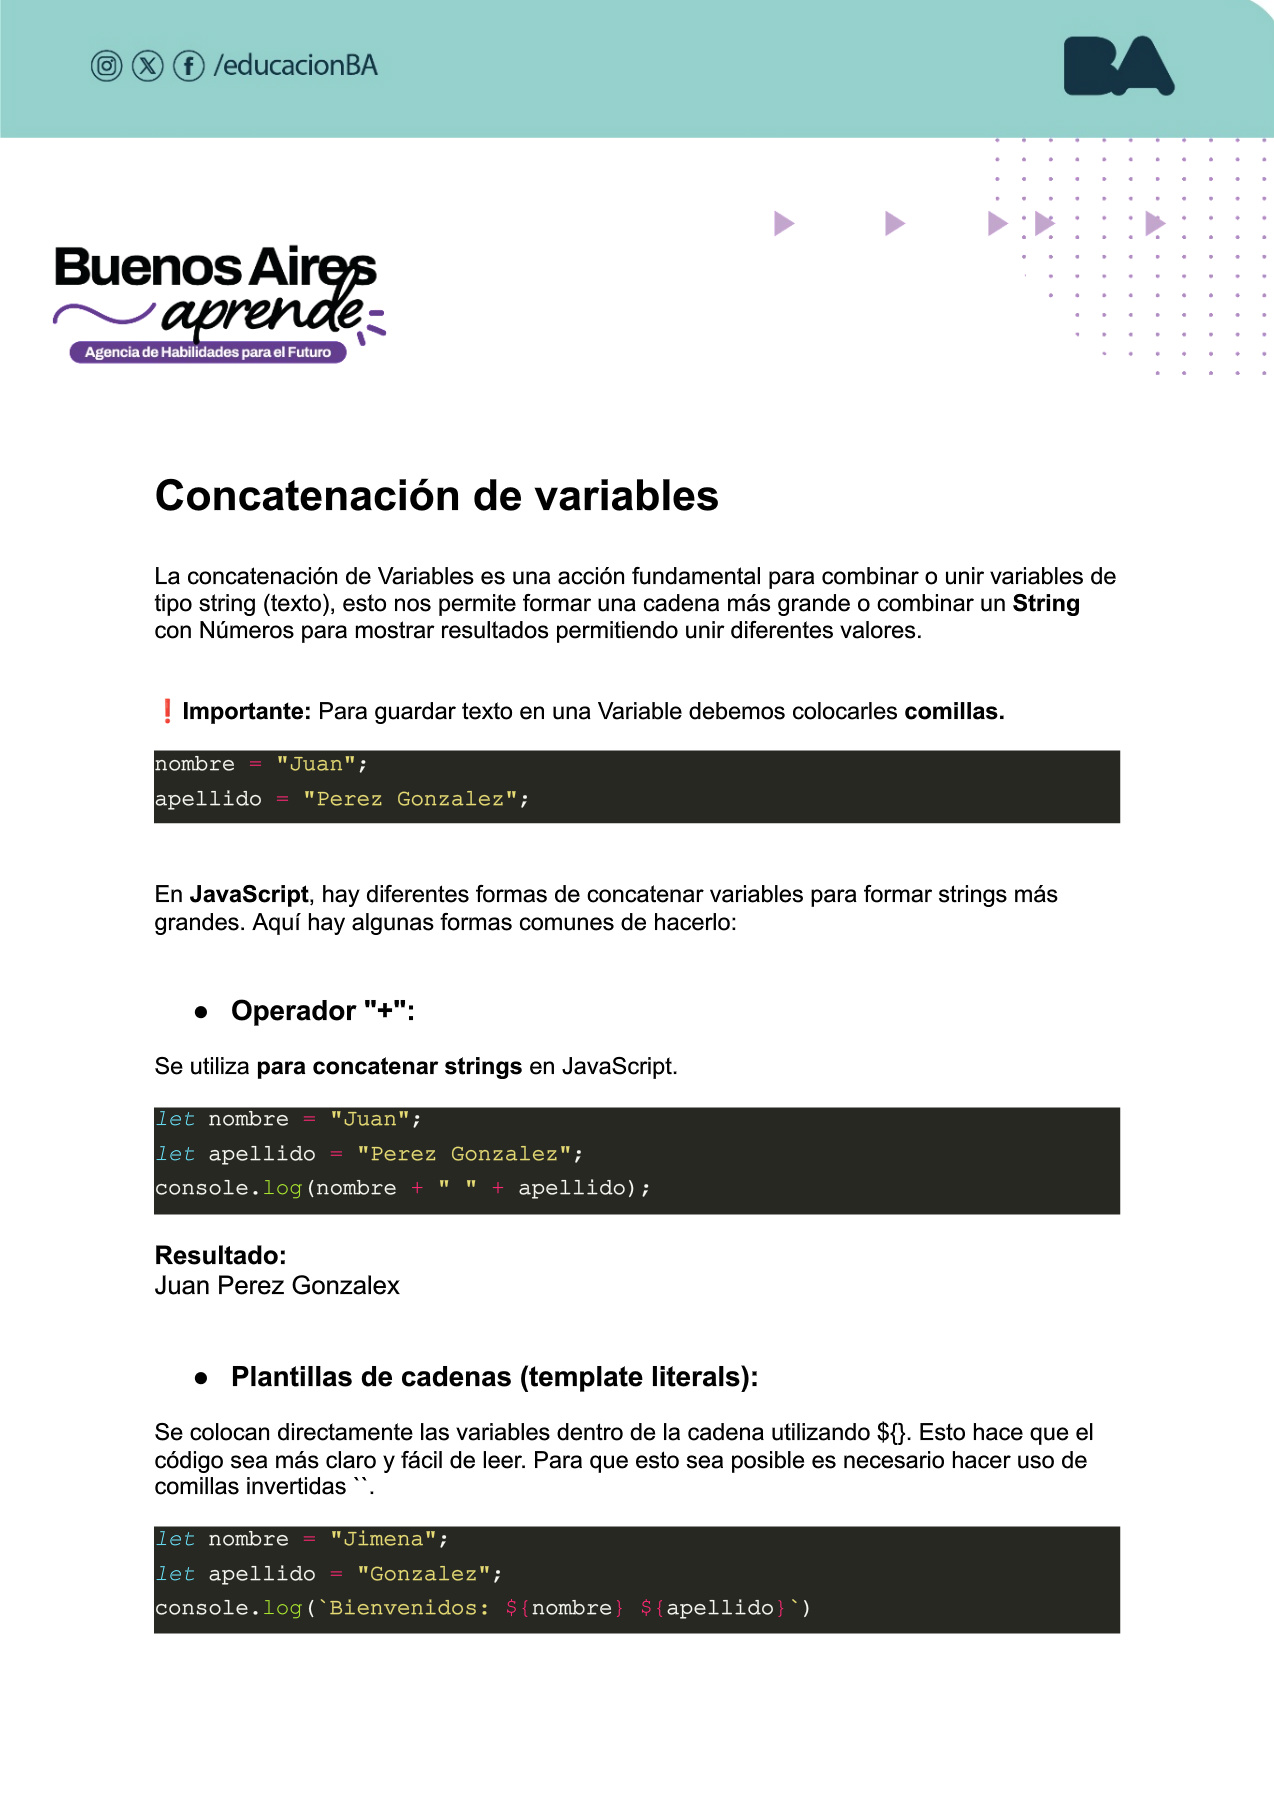 /educacionBA
BA
Buenos Aires
aprende
Agencia de Habilidades para el Futuro
Concatenación de variables
La concatenación de Variables es una acción fundamental para combinar o unir variables de
tipo string (texto), esto nos permite formar una cadena más grande o combinar un String
con Números para mostrar resultados permitiendo unir diferentes valores.
❗Importante: Para guardar texto en una Variable debemos colocarles comillas.
nombre = "Juan";
apellido = "Perez Gonzalez";
En JavaScript, hay diferentes formas de concatenar variables para formar strings más
grandes. Aquí hay algunas formas comunes de hacerlo:
● Operador "+":
Se utiliza para concatenar strings en JavaScript.
let nombre = "Juan";
let apellido = "Perez Gonzalez";
console.log(nombre + " " + apellido);
Resultado:
Juan Perez Gonzalex
● Plantillas de cadenas (template literals):
Se colocan directamente las variables dentro de la cadena utilizando ${}. Esto hace que el
código sea más claro y fácil de leer. Para que esto sea posible es necesario hacer uso de
comillas invertidas ``.
let nombre = "Jimena";
let apellido = "Gonzalez";
console.log(`Bienvenidos: ${nombre} ${apellido}`)